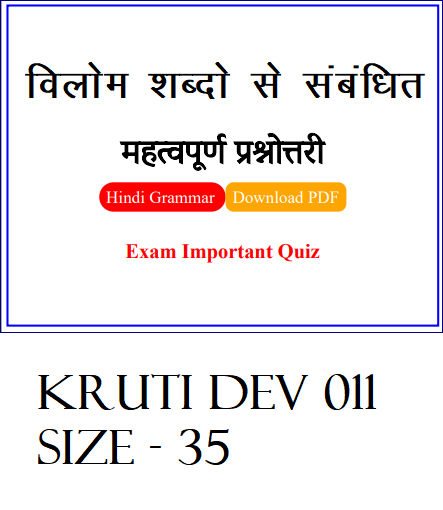 विलोम शब्दो से संबंधित
महत्वपूर्ण प्रश्नोत्तरी
Hindi Grammar Download PDF
Exam Important Quiz
KRUTI DEV 011
SIZE - 35